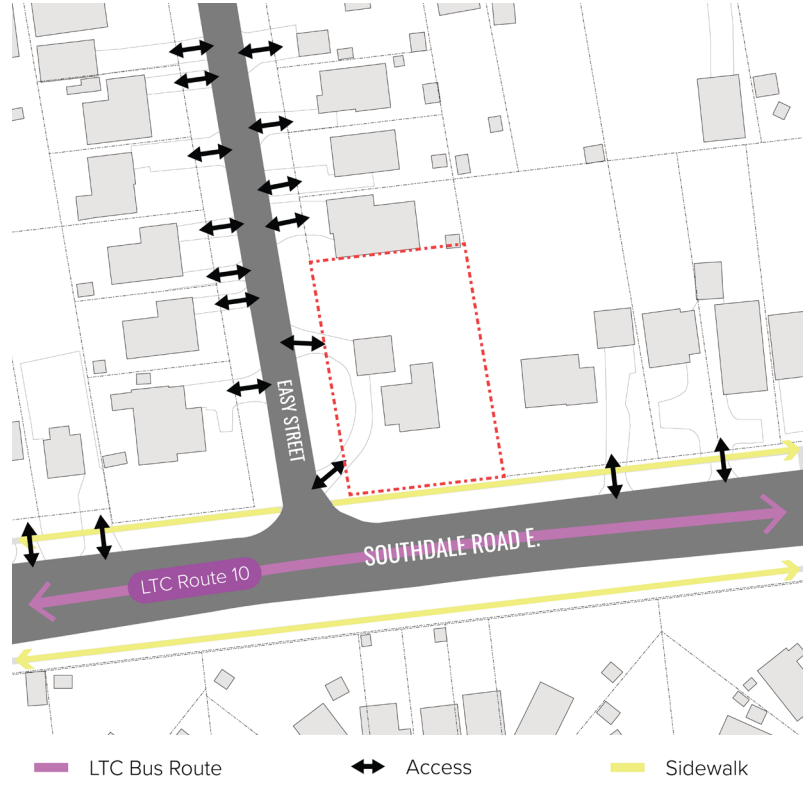 EASY STREET
SOUTHDALE ROAD E.
LTC Route 10
LTC Bus Route
Access
Sidewalk